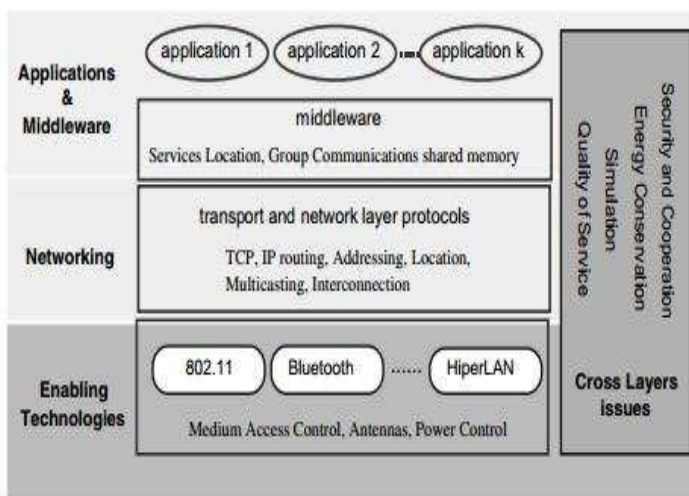 Applications
&
Middleware
application 1
application 2
application k
middleware
Services Location, Group Communications shared memory
Networking
transport and network layer protocols
TCP, IP routing, Addressing, Location,
Multicasting, Interconnection
Enabling
Technologies
802.11
Bluetooth
......
HiperLAN
Medium Access Control, Antennas, Power Control
Security and Cooperation
Energy Conservation
Simulation
Quality of Service
Cross Layers
issues